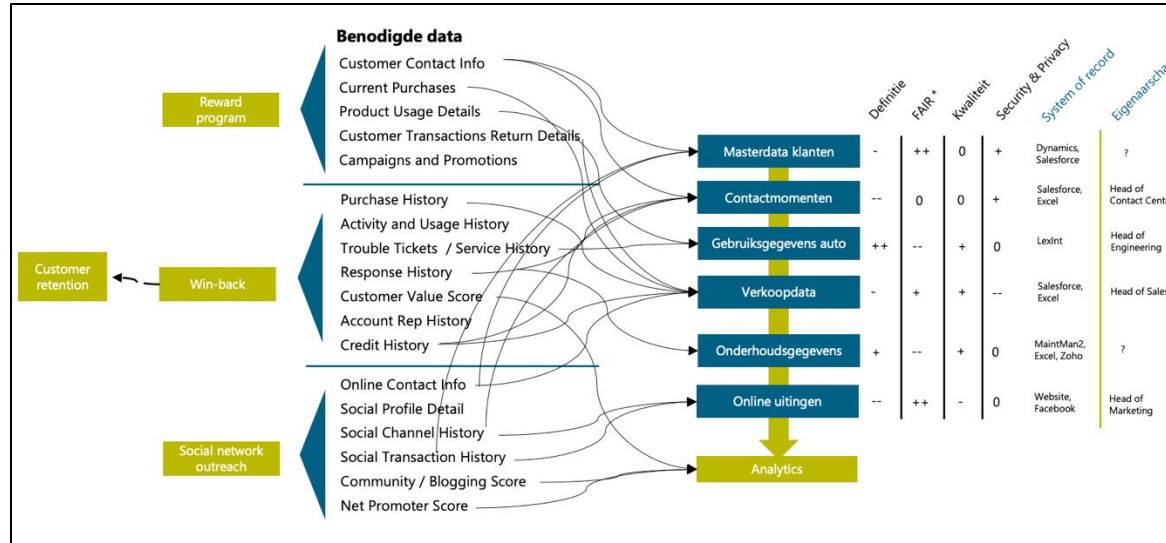 Benodigde data
Customer Contact Info
Current Purchases
Product Usage Details
Customer Transactions Return Details
Campaigns and Promotions
Reward
program
Purchase History
Activity and Usage History
Trouble Tickets / Service History
Response History
Customer Value Score
Account Rep History
Credit History
Customer
retention
Win-back
Online Contact Info
Social Profile Detail
Social Channel History
Social Transaction History
Community / Blogging Score
Net Promoter Score
Social network
outreach
Definitie
FAIR *
Kwaliteit
Security & Privacy
System of record
Eigenaarscha
Masterdata klanten - ++ 0 + Dynamics, ?
Salesforce
Contactmomenten -- 0 0 + Salesforce, Head of
Excel Contact Cent
Gebruiksgegevens auto ++ -- + 0 LexInt Head of
Engineering
Verkoopdata - + + -- Salesforce, Head of Sales
Excel
Onderhoudsgegevens + -- + 0 MaintMan2, ?
Excel, Zoho
Online uitingen -- ++ - 0 Website, Head of
Facebook Marketing
Analytics